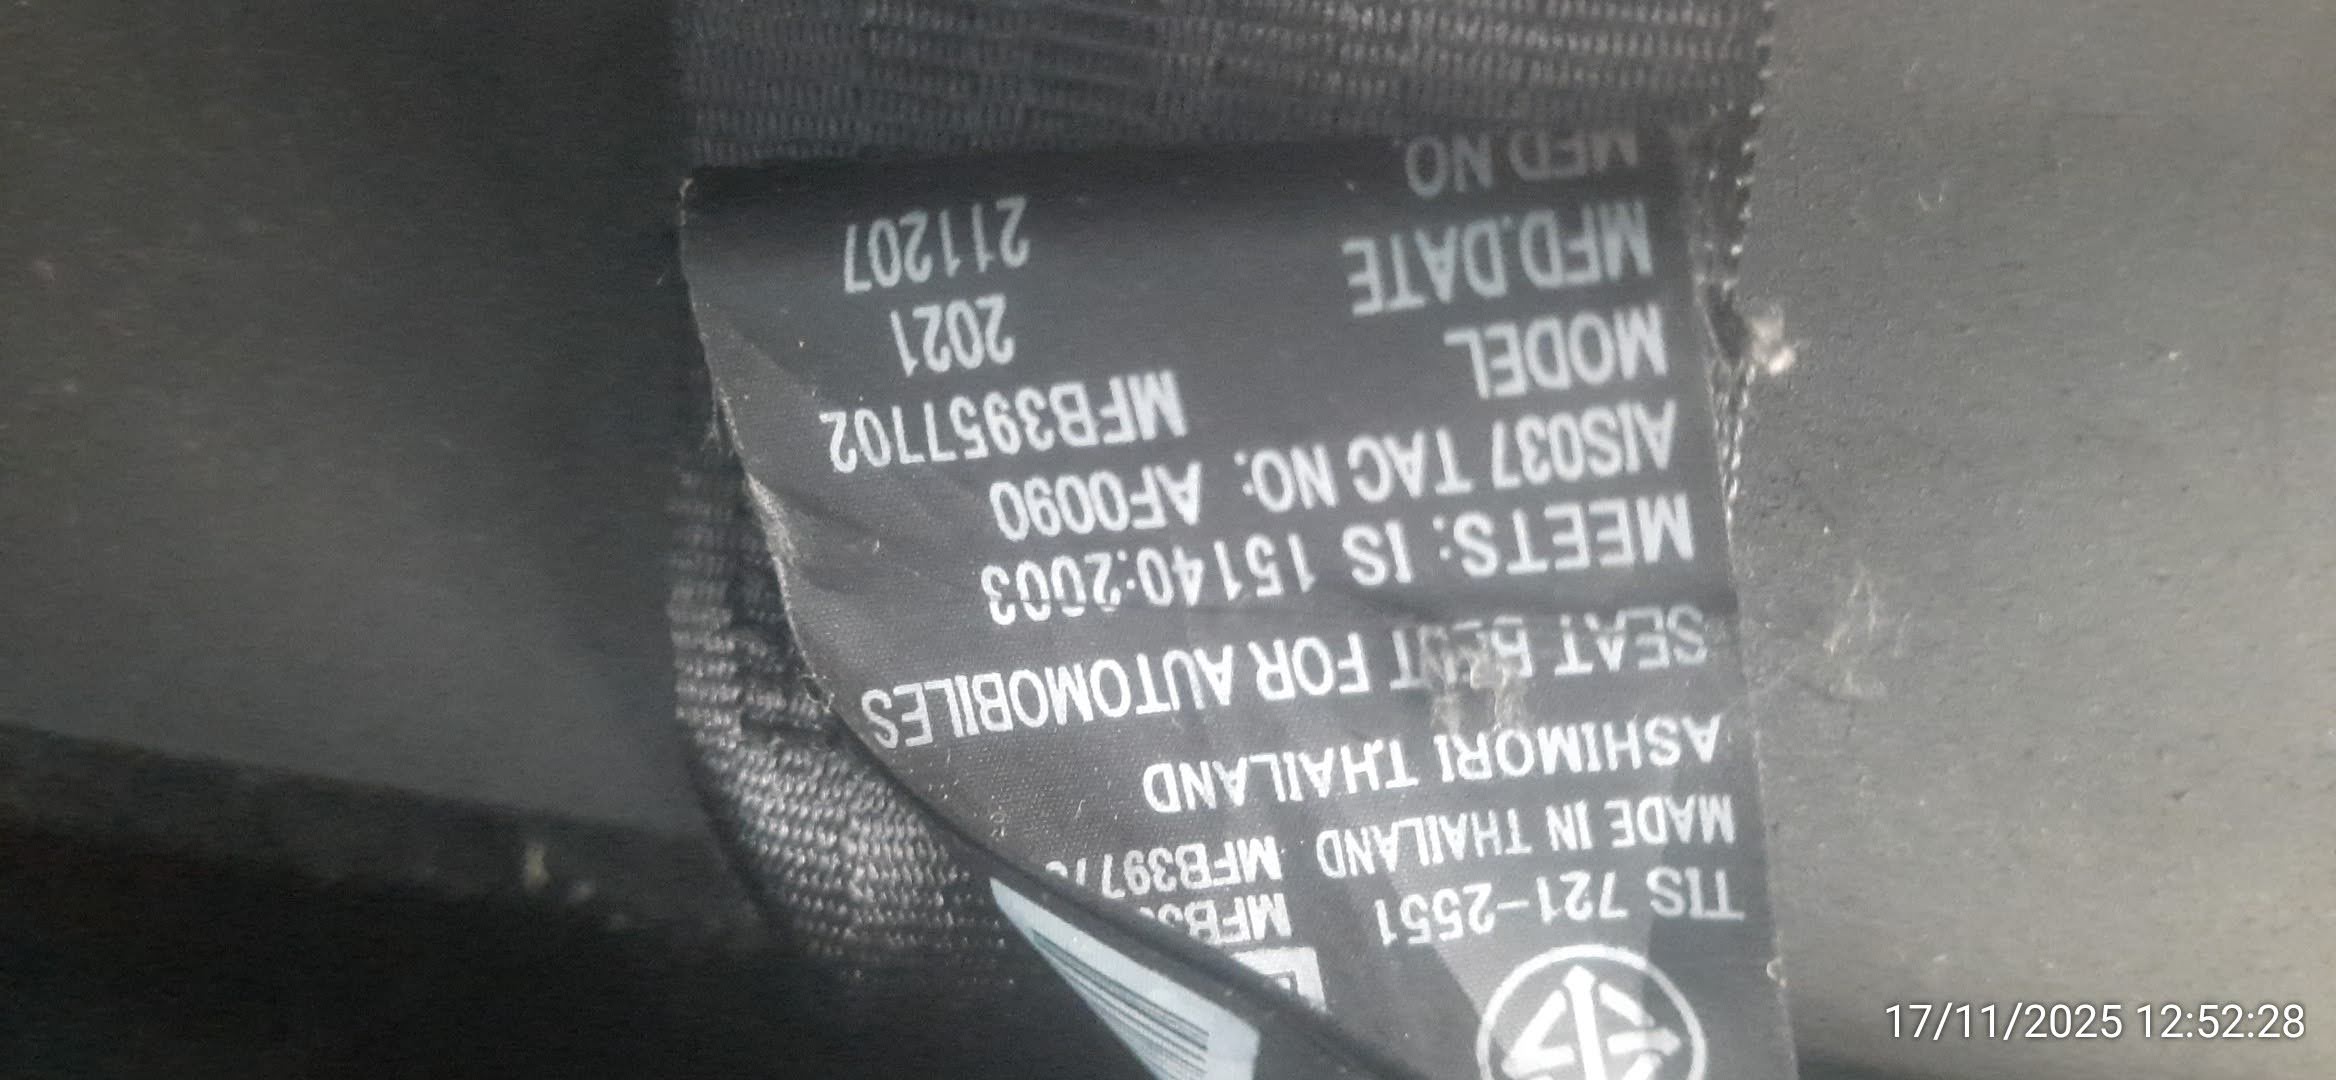 TIS 721-2551
MADE IN THAILAND
ASHIMORI THAILAND
SEAT BELT FOR AUTOMOBILES
MEETS: IS 15140:2003
AIS037 TAC NO: AF0090
MODEL MFB3957702
2021
MFD.DATE 211207
MFD NO.
17/11/2025 12:52:28